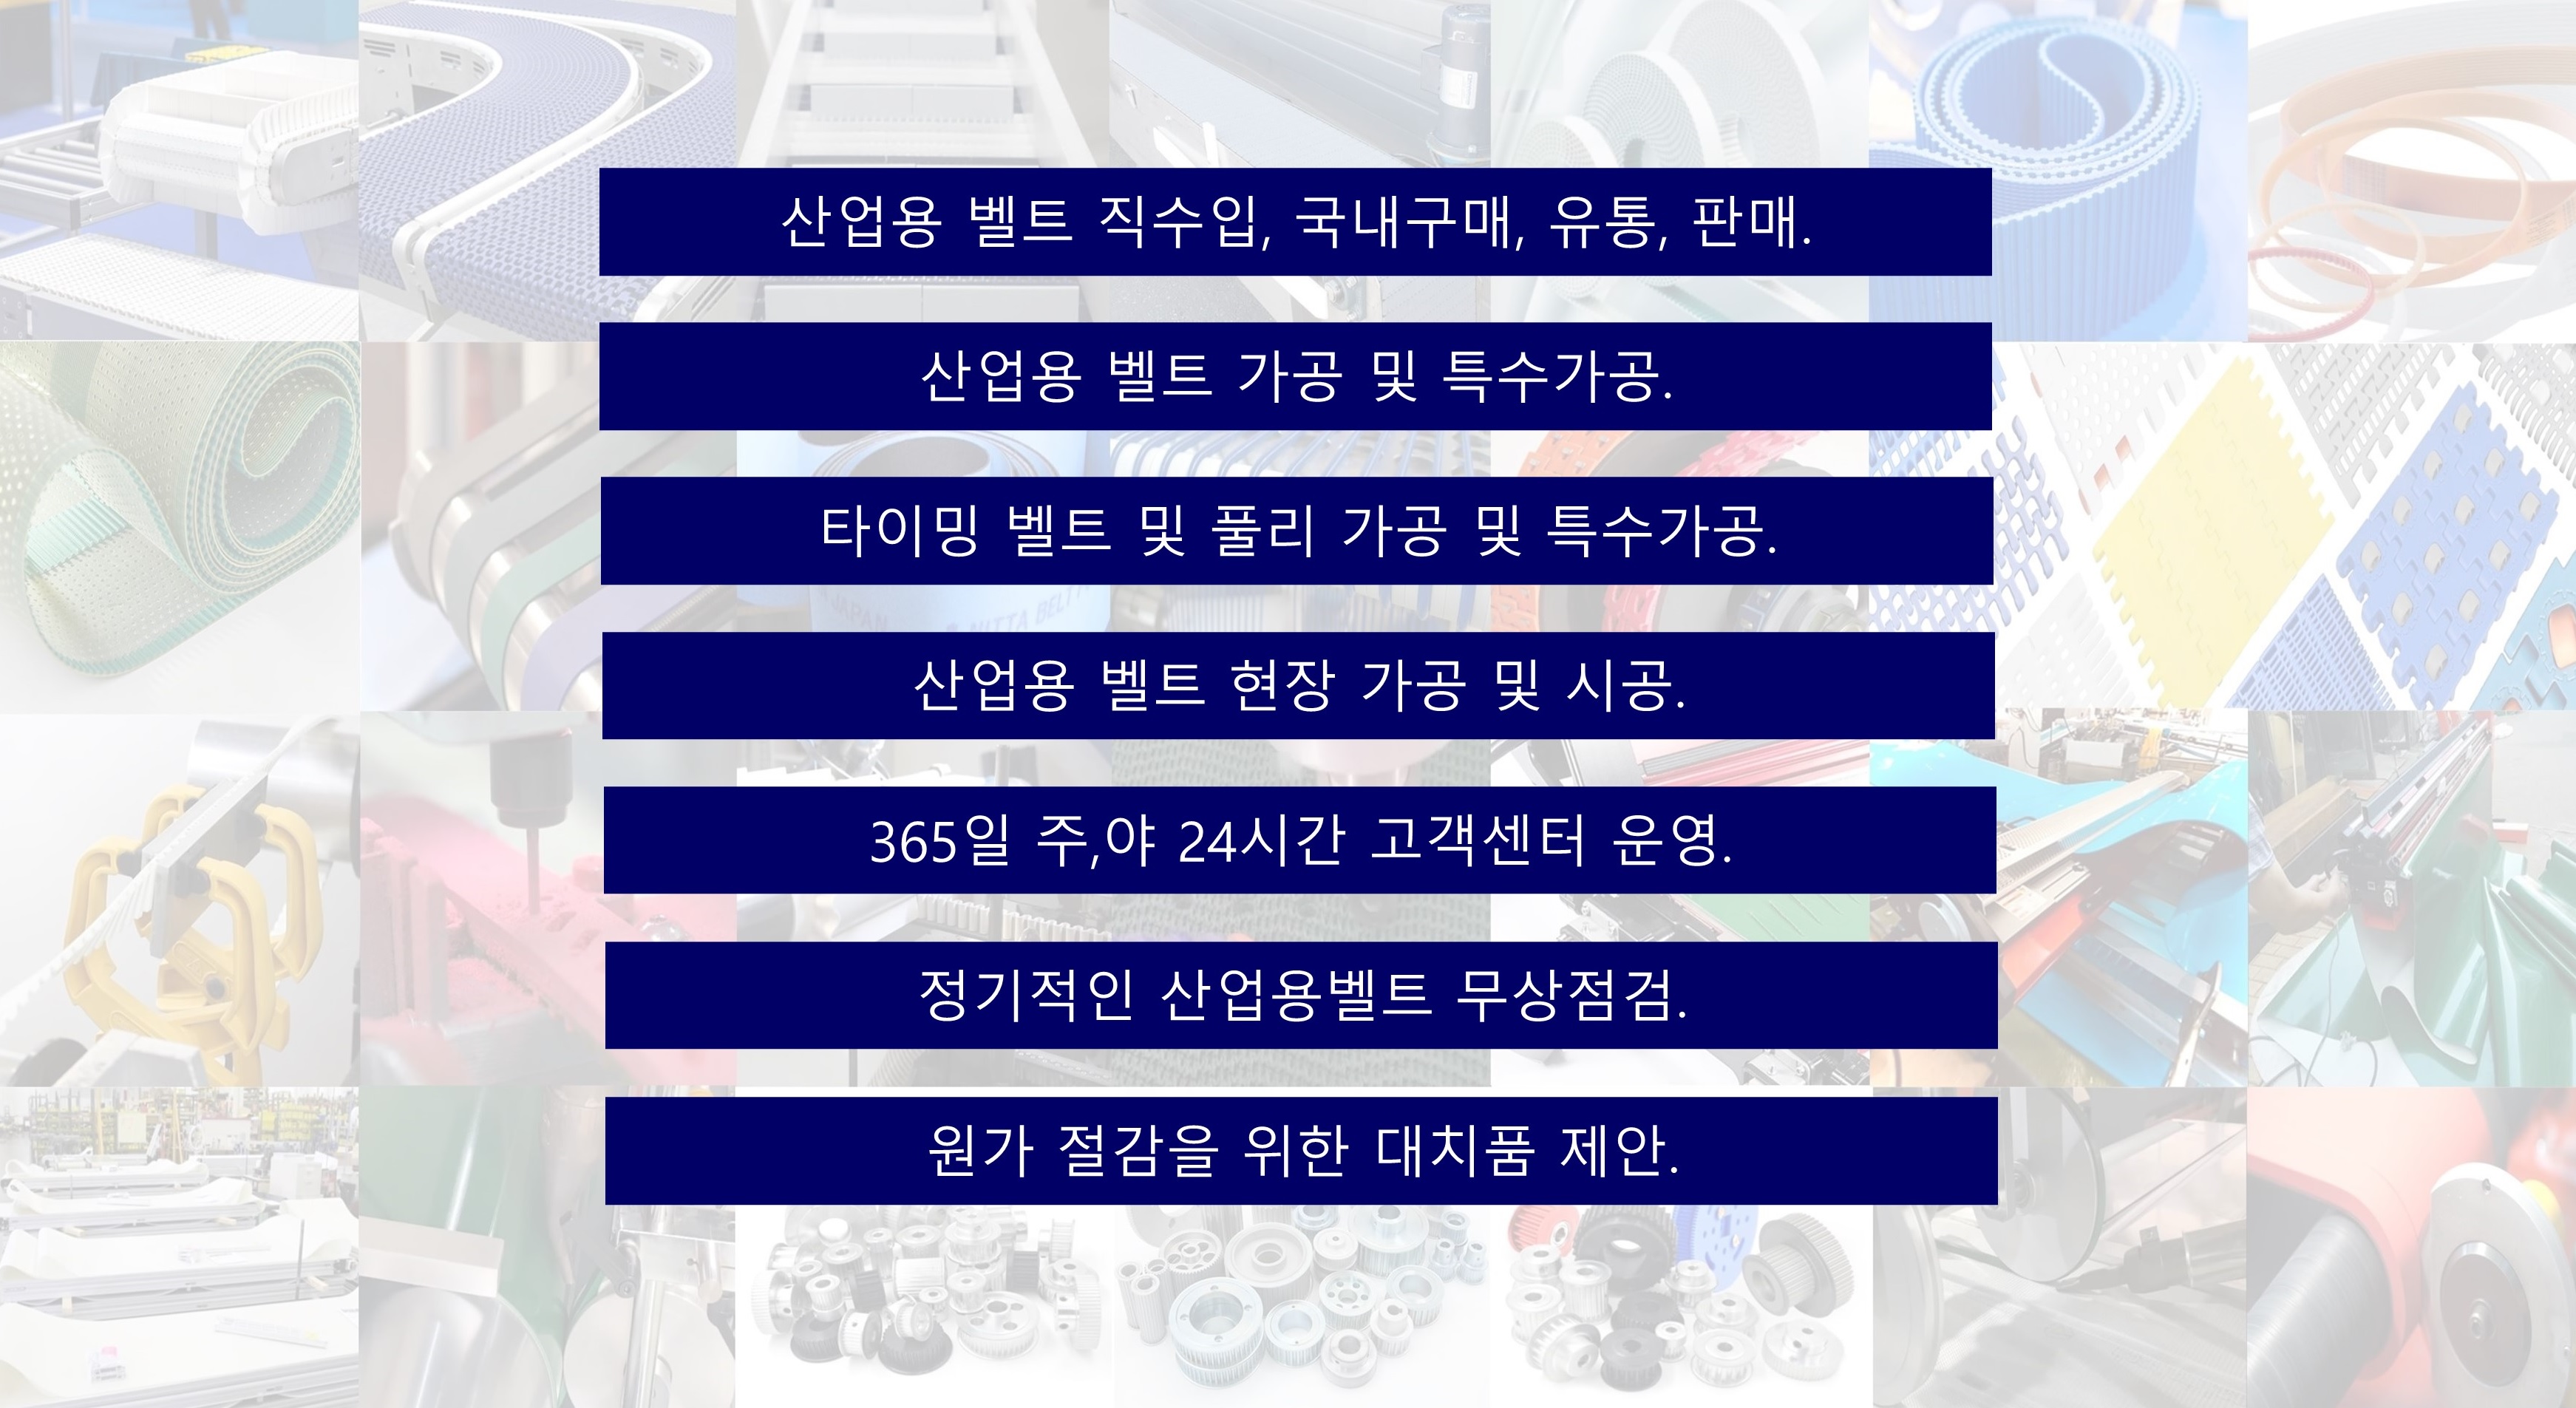 산업용 벨트 직수입, 국내구매, 유통, 판매.
산업용 벨트 가공 및 특수가공.
타이밍 벨트 및 풀리 가공 및 특수가공.
JAPAN NITTA BELT
산업용 벨트 현장 가공 및 시공.
365일 주,야 24시간 고객센터 운영.
정기적인 산업용벨트 무상점검.
원가 절감을 위한 대치품 제안.